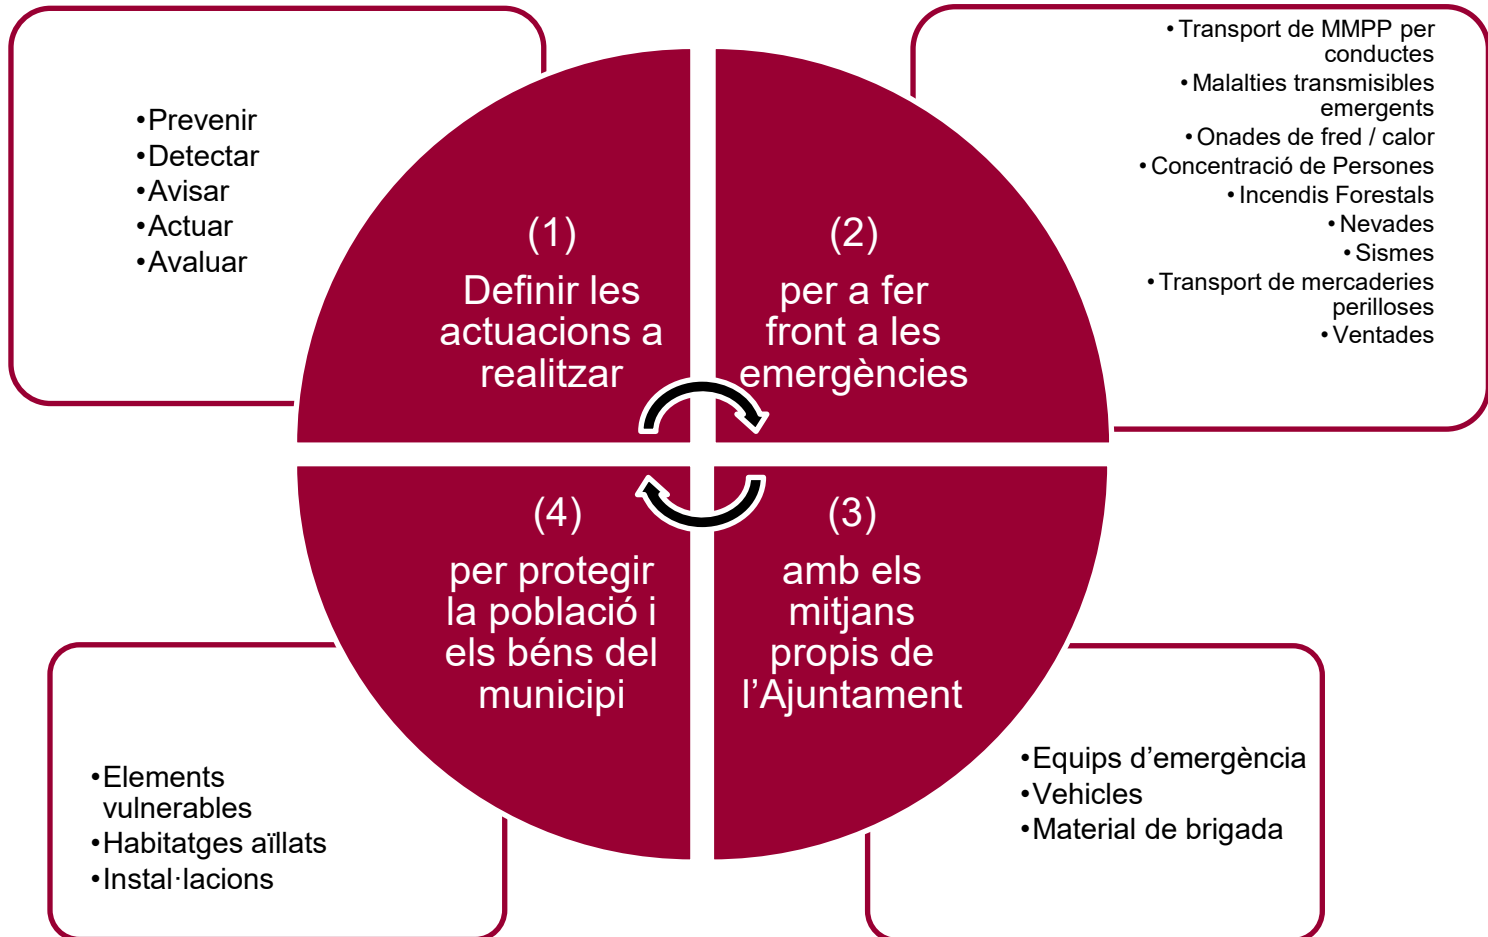 •Prevenir
•Detectar
•Avisar
•Actuar
•Avaluar
(1)
Definir les
actuacions a
realitzar
(2)
per a fer
front a les
emergències
•Transport de MMPP per
conductes
•Malalties transmisibles
emergents
•Onades de fred / calor
•Concentració de Persones
•Incendis Forestals
•Nevades
•Sismes
•Transport de mercaderies
perilloses
•Ventades
(4)
per protegir
la població i
els béns del
municipi
(3)
amb els
mitjans
propis de
l’Ajuntament
•Elements
vulnerables
•Habitatges aïllats
•Instal·lacions
•Equips d’emergència
•Vehicles
•Material de brigada